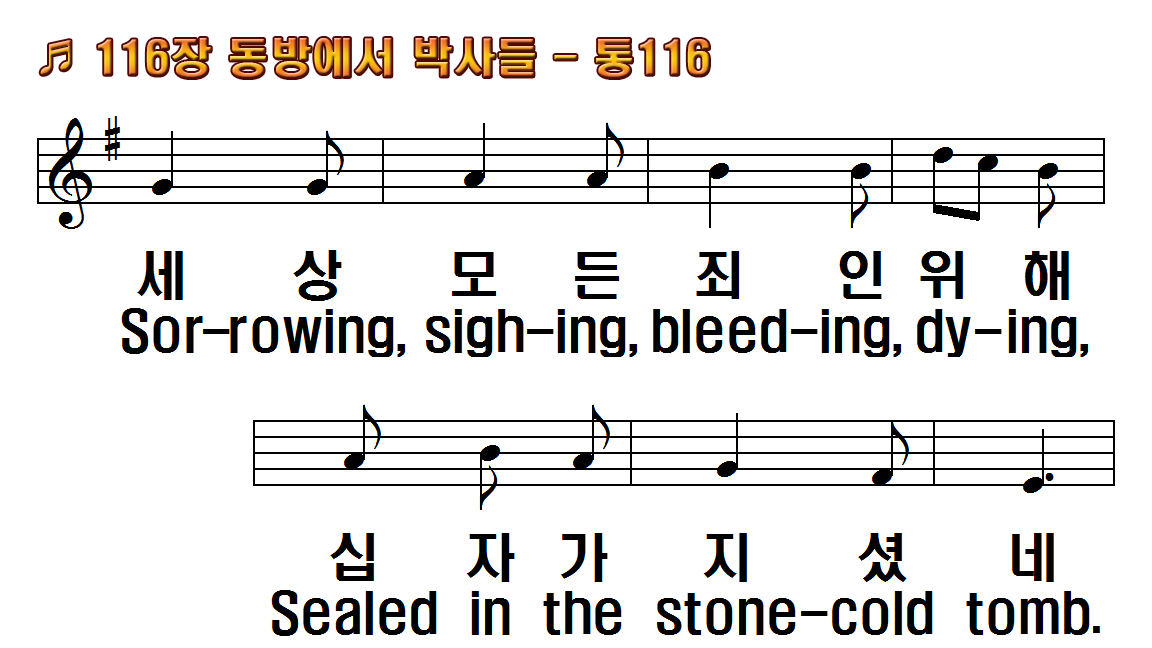 116장 동방에서 박사들 - 통116
세 상 모 든 죄 인 위 해
Sor-rowing, sigh-ing, bleed-ing, dy-ing,
십 자 가 지 셨 네
Sealed in the stone-cold tomb.